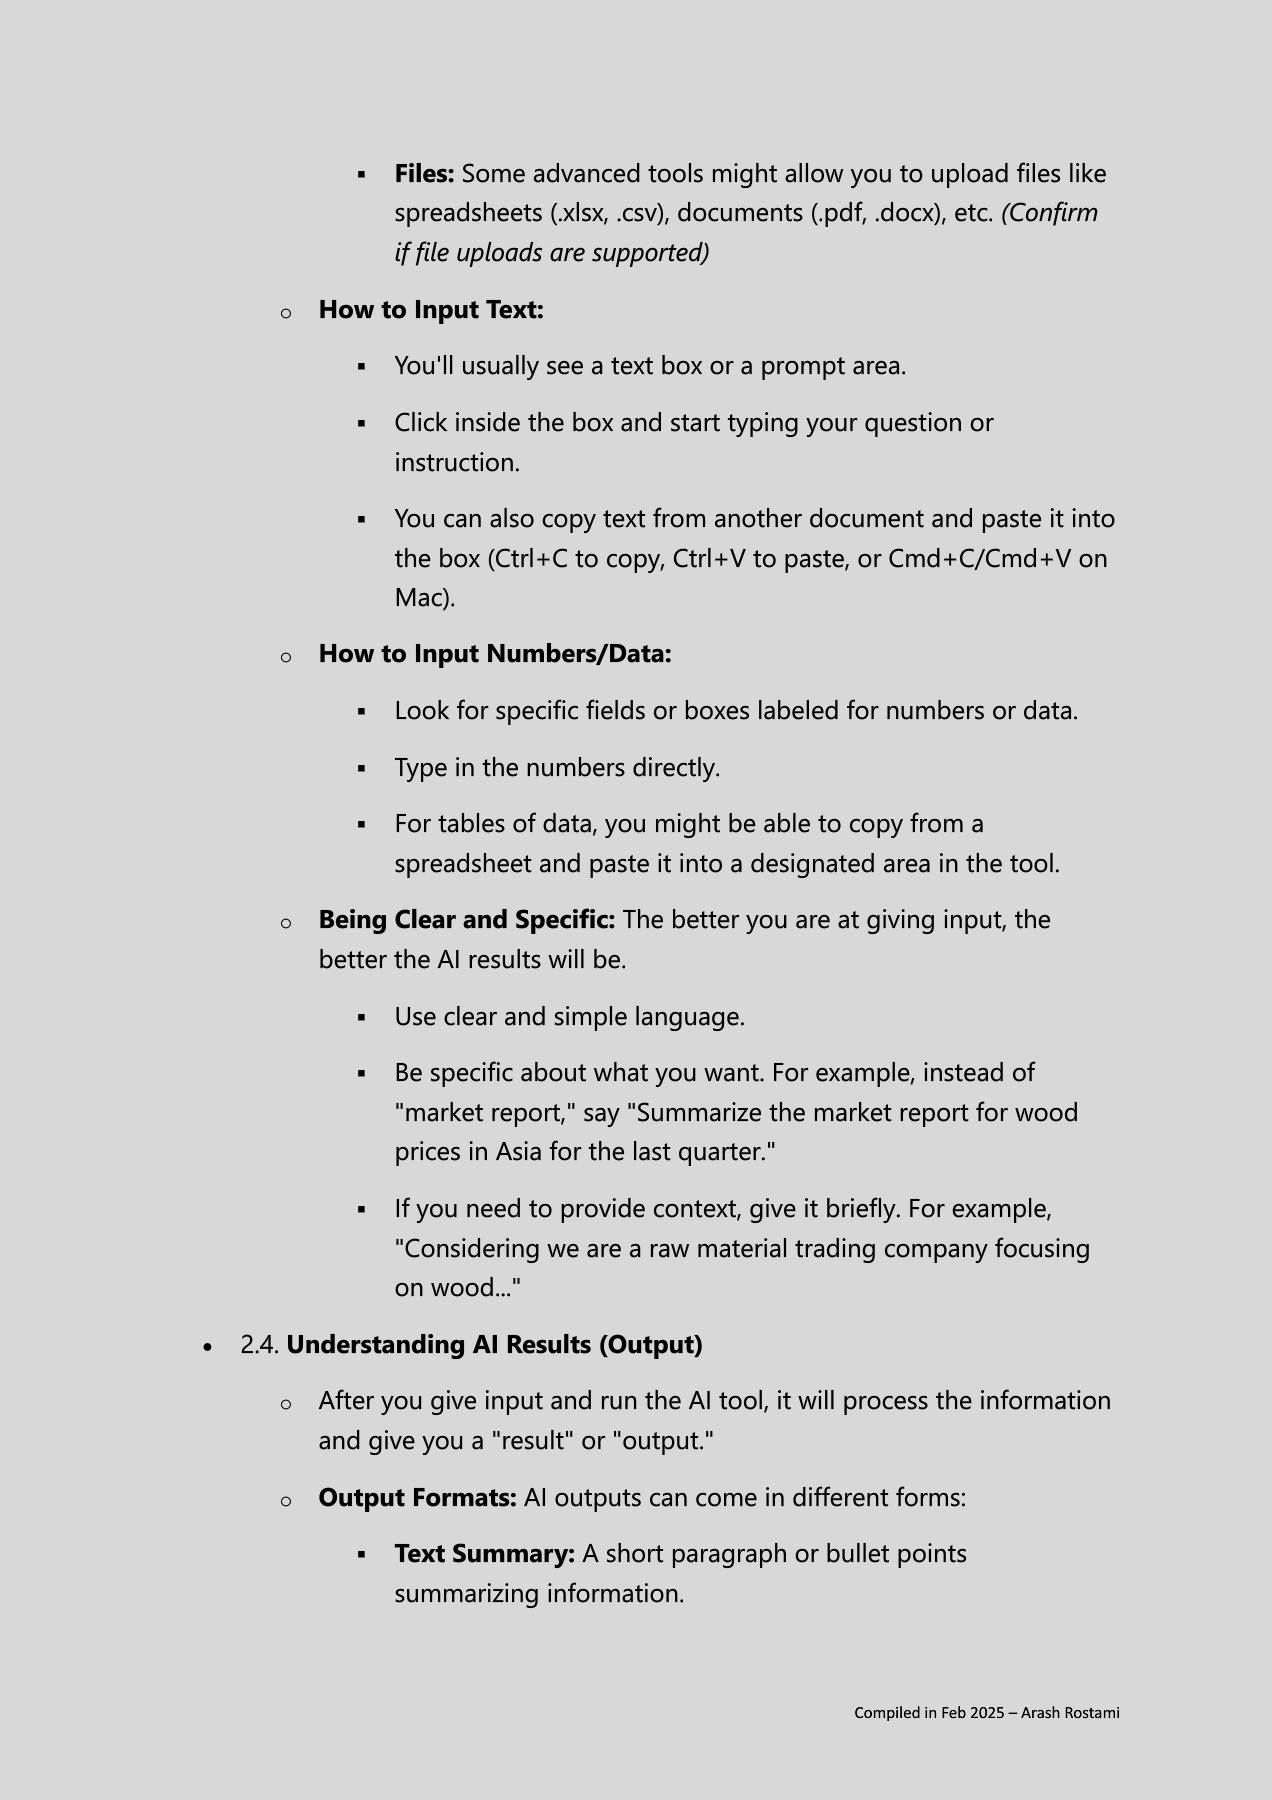 ▪ Files: Some advanced tools might allow you to upload files like
spreadsheets (.xlsx, .csv), documents (.pdf, .docx), etc. (Confirm
if file uploads are supported)
o How to Input Text:
▪ You'll usually see a text box or a prompt area.
▪ Click inside the box and start typing your question or
instruction.
▪ You can also copy text from another document and paste it into
the box (Ctrl+C to copy, Ctrl+V to paste, or Cmd+C/Cmd+V on
Mac).
o How to Input Numbers/Data:
▪ Look for specific fields or boxes labeled for numbers or data.
▪ Type in the numbers directly.
▪ For tables of data, you might be able to copy from a
spreadsheet and paste it into a designated area in the tool.
o Being Clear and Specific: The better you are at giving input, the
better the AI results will be.
▪ Use clear and simple language.
▪ Be specific about what you want. For example, instead of
"market report," say "Summarize the market report for wood
prices in Asia for the last quarter."
▪ If you need to provide context, give it briefly. For example,
"Considering we are a raw material trading company focusing
on wood..."
• 2.4. Understanding AI Results (Output)
o After you give input and run the AI tool, it will process the information
and give you a "result" or "output."
o Output Formats: AI outputs can come in different forms:
▪ Text Summary: A short paragraph or bullet points
summarizing information.
Compiled in Feb 2025 – Arash Rostami